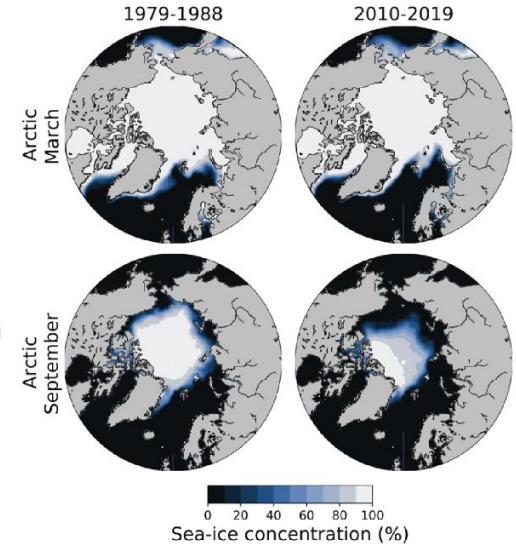 1979-1988
2010-2019
Arctic
March
Arctic
September
0 20 40 60 80 100
Sea-ice concentration (%)